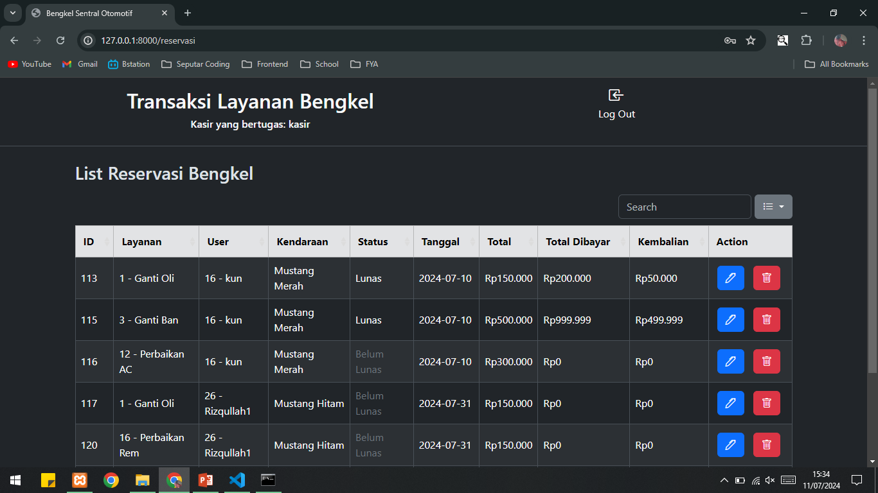 Bengkel Sentral Otomotif
127.0.0.1:8000/reservasi
YouTube Gmail Bstation Seputar Coding Frontend School FYA All Bookmarks
Transaksi Layanan Bengkel
Kasir yang bertugas: kasir
Log Out
List Reservasi Bengkel
Search
ID Layanan User Kendaraan Status Tanggal Total Total Dibayar Kembalian Action
113 1 - Ganti Oli 16 - kun Mustang Merah Lunas 2024-07-10 Rp150.000 Rp200.000 Rp50.000
115 3 - Ganti Ban 16 - kun Mustang Merah Lunas 2024-07-10 Rp500.000 Rp999.999 Rp499.999
116 12 - Perbaikan AC 16 - kun Mustang Merah Belum Lunas 2024-07-10 Rp300.000 Rp0 Rp0
117 1 - Ganti Oli 26 - Rizqullah1 Mustang Hitam Belum Lunas 2024-07-31 Rp150.000 Rp0 Rp0
120 16 - Perbaikan Rem 26 - Rizqullah1 Mustang Hitam Belum Lunas 2024-07-31 Rp150.000 Rp0 Rp0
15:34
11/07/2024